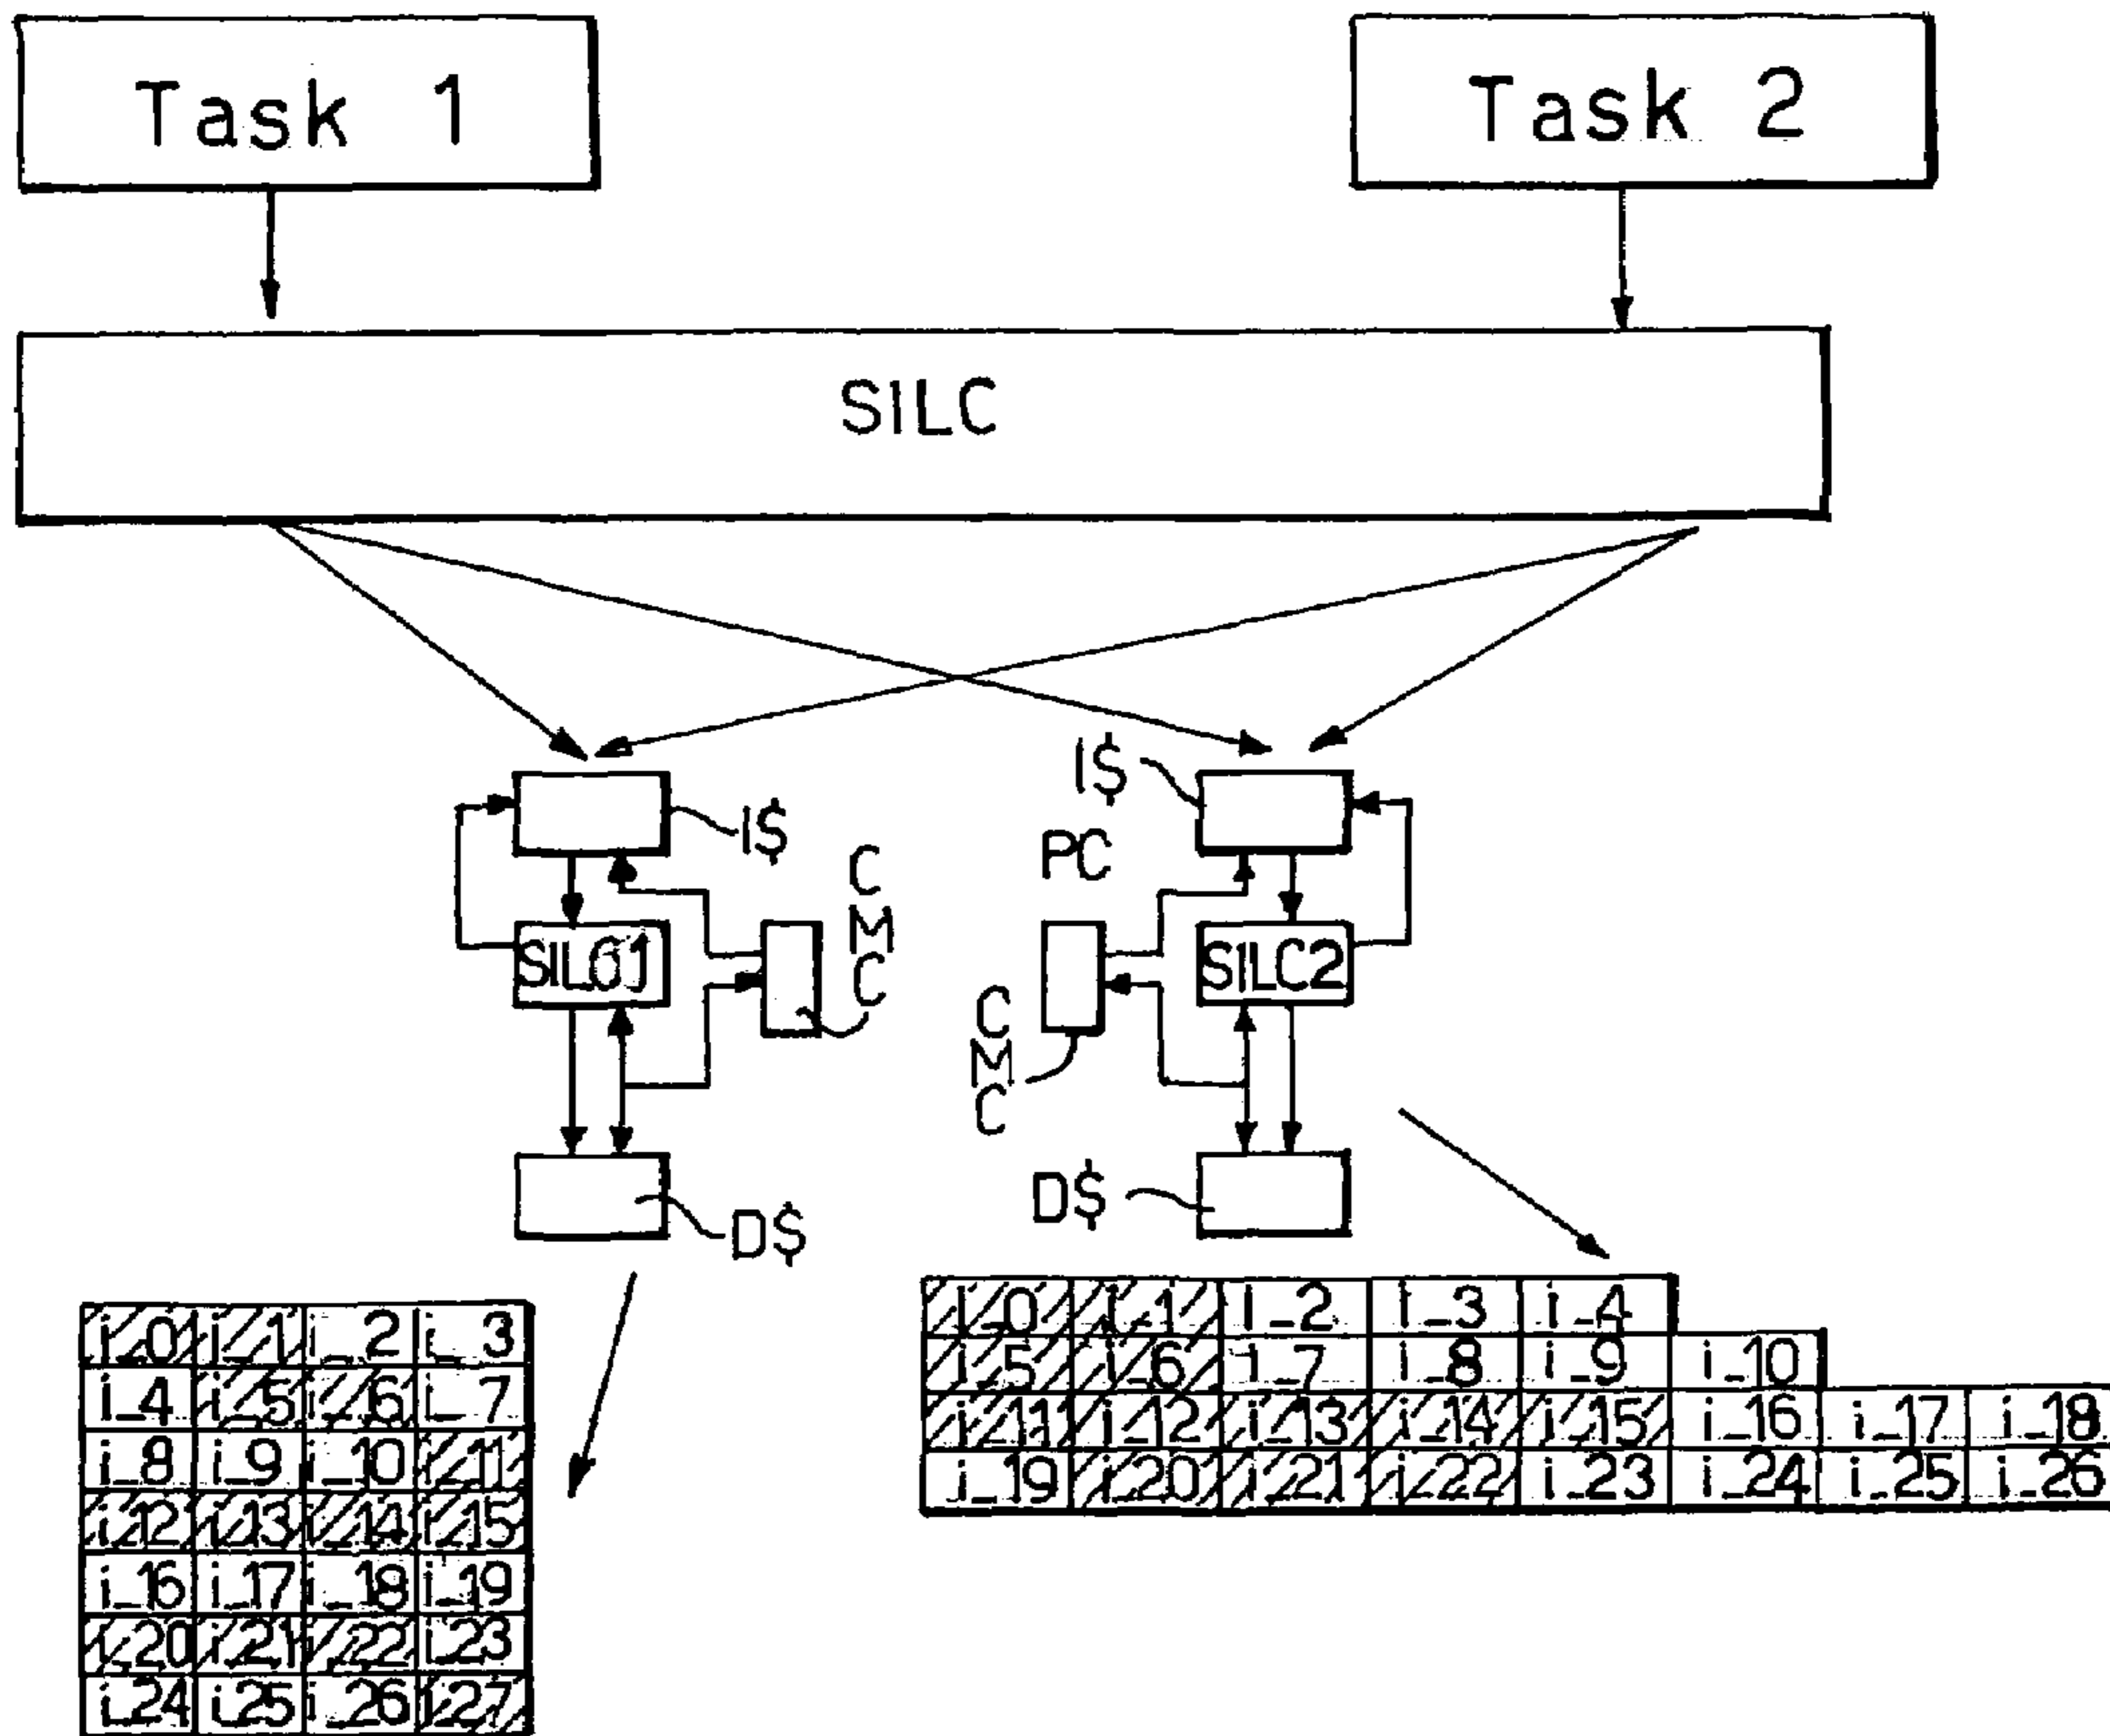 Task 1
Task 2
SILC
I$
I$
PC
CMC
SILC1
SILC2
CMC
D$
D$
i_0 i_1 i_2 i_3
i_4 i_5 i_6 i_7
i_8 i_9 i_10 i_11
i_12 i_13 i_14 i_15
i_16 i_17 i_18 i_19
i_20 i_21 i_22 i_23
i_24 i_25 i_26 i_27
i_0 i_1 i_2 i_3 i_4
i_5 i_6 i_7 i_8 i_9 i_10
i_11 i_12 i_13 i_14 i_15 i_16 i_17 i_18
i_19 i_20 i_21 i_22 i_23 i_24 i_25 i_26